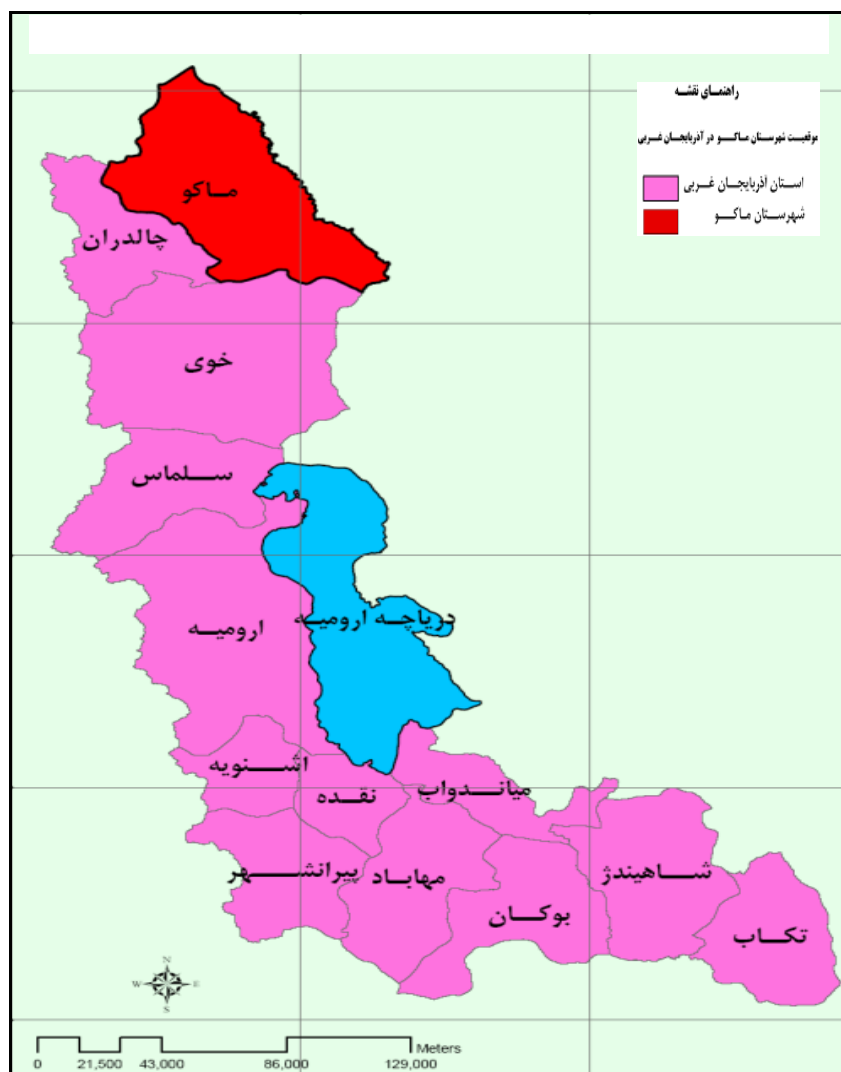 راهنمای نقشه
موقعیت شهرستان ماکو در آذربایجان غربی
استان آذربایجان غربی
شهرستان ماکو
ماکو
چالدران
خوی
سلماس
ارومیه
دریاچه ارومیه
اشنویه
نقده
میاندواب
پیرانشهر
مهاباد
بوکان
شاهیندژ
تکاب
N
W E
S
Meters
0 21,500 43,000 86,000 129,000